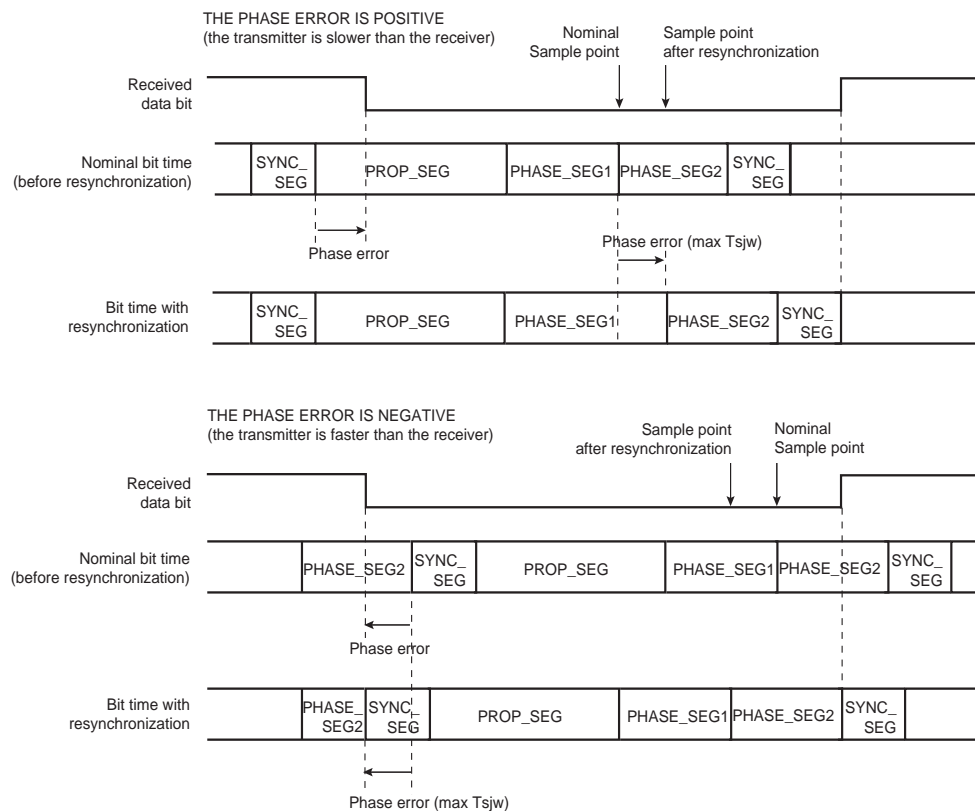 THE PHASE ERROR IS POSITIVE
(the transmitter is slower than the receiver)
Nominal
Sample point
Sample point
after resynchronization
Received
data bit
Nominal bit time
(before resynchronization)
SYNC_
SEG
PROP_SEG
PHASE_SEG1
PHASE_SEG2
SYNC_
SEG
Phase error
Phase error (max Tsjw)
Bit time with
resynchronization
SYNC_
SEG
PROP_SEG
PHASE_SEG1
PHASE_SEG2
SYNC_
SEG
THE PHASE ERROR IS NEGATIVE
(the transmitter is faster than the receiver)
Sample point
after resynchronization
Nominal
Sample point
Received
data bit
Nominal bit time
(before resynchronization)
PHASE_SEG2
SYNC_
SEG
PROP_SEG
PHASE_SEG1
PHASE_SEG2
SYNC_
SEG
Phase error
Bit time with
resynchronization
PHASE_
SEG2
SYNC_
SEG
PROP_SEG
PHASE_SEG1
PHASE_SEG2
SYNC_
SEG
Phase error (max Tsjw)